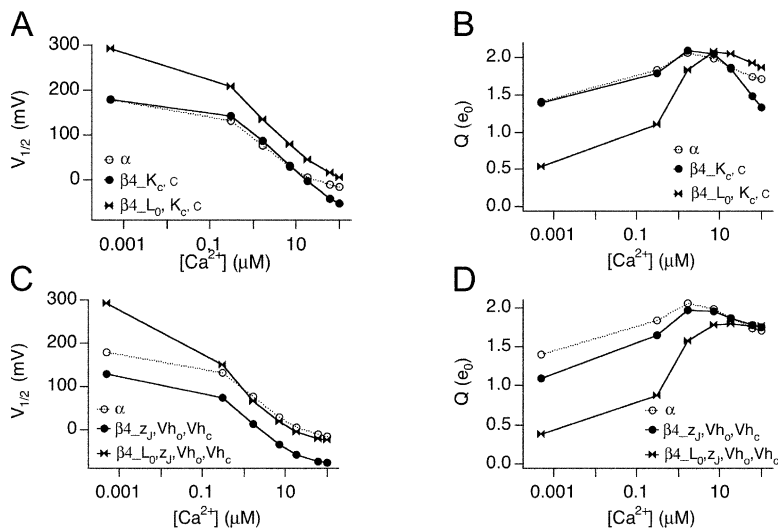 A
300
200
100
0
V1/2 (mV)
α
β4_Kc, C
β4_L0, Kc, C
0.001
0.1
10
[Ca2+] (μM)
B
2.0
1.5
1.0
0.5
0.0
Q (e0)
α
β4_Kc, C
β4_L0, Kc, C
0.001
0.1
10
[Ca2+] (μM)
C
300
200
100
0
V1/2 (mV)
α
β4_zJ,Vho,Vhc
β4_L0,zJ,Vho,Vhc
0.001
0.1
10
[Ca2+] (μM)
D
2.0
1.5
1.0
0.5
0.0
Q (e0)
α
β4_zJ,Vho,Vhc
β4_L0,zJ,Vho,Vhc
0.001
0.1
10
[Ca2+] (μM)